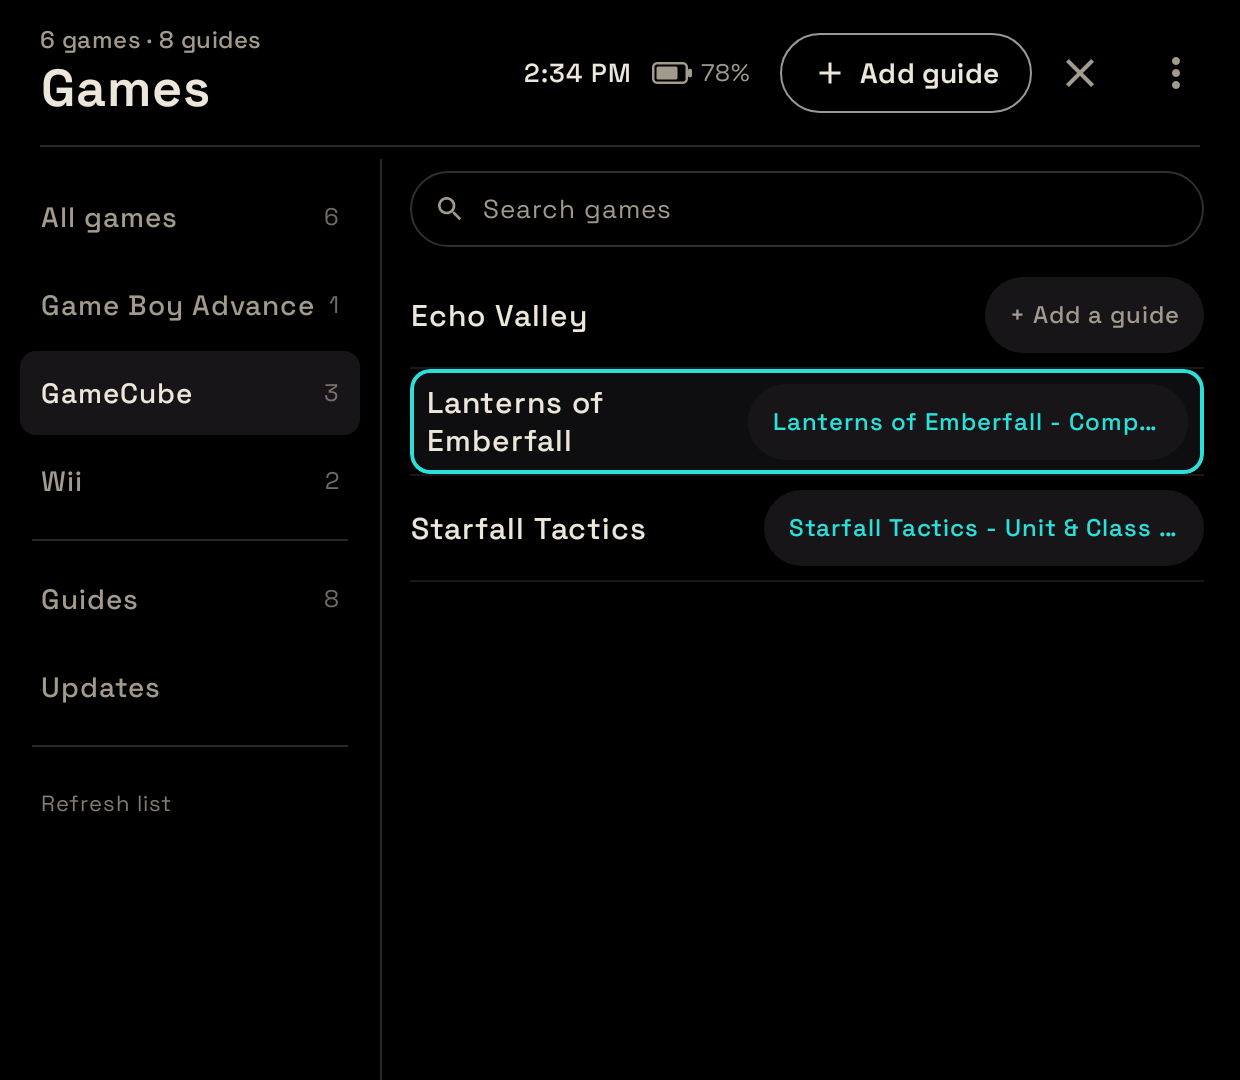 6 games · 8 guides
Games
2:34 PM 78%
+ Add guide
All games 6
Game Boy Advance 1
GameCube 3
Wii 2
Guides 8
Updates
Refresh list
Search games
Echo Valley
+ Add a guide
Lanterns of
Emberfall
Lanterns of Emberfall - Comp…
Starfall Tactics
Starfall Tactics - Unit & Class …